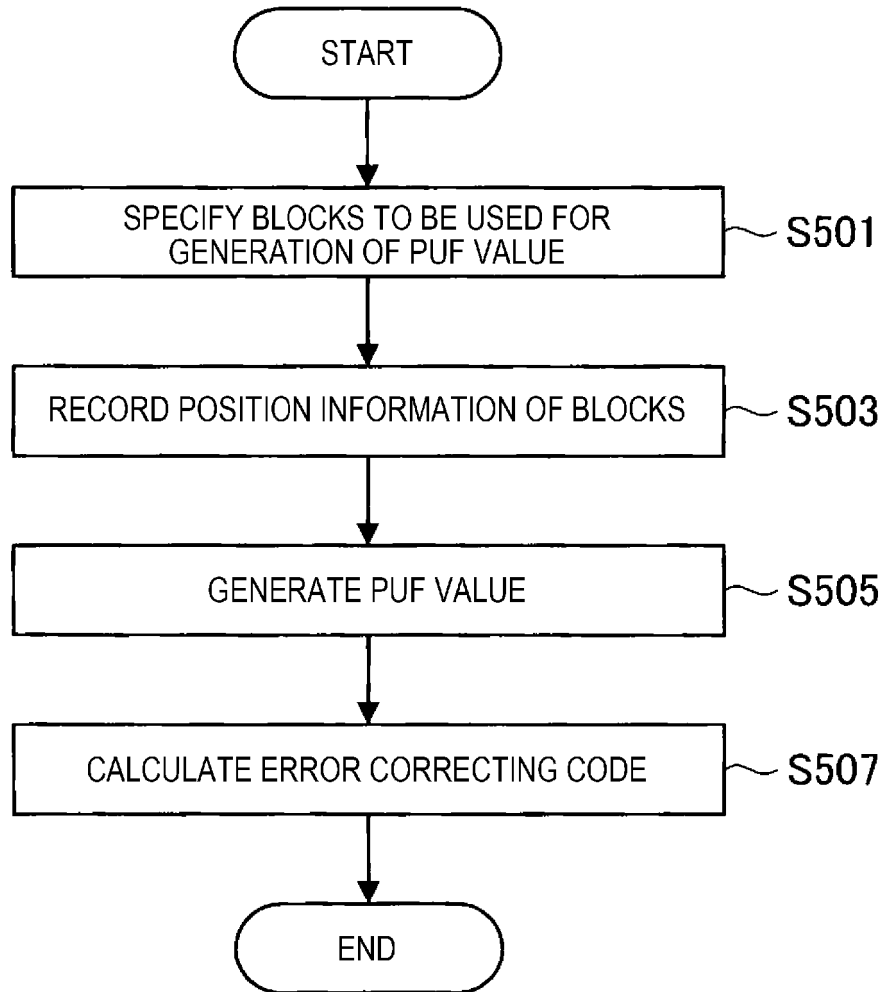 START
SPECIFY BLOCKS TO BE USED FOR
GENERATION OF PUF VALUE
S501
RECORD POSITION INFORMATION OF BLOCKS
S503
GENERATE PUF VALUE
S505
CALCULATE ERROR CORRECTING CODE
S507
END